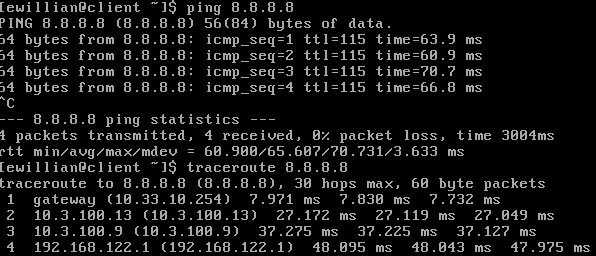 [ewillian@client ~]$ ping 8.8.8.8
PING 8.8.8.8 (8.8.8.8) 56(84) bytes of data.
64 bytes from 8.8.8.8: icmp_seq=1 ttl=115 time=63.9 ms
64 bytes from 8.8.8.8: icmp_seq=2 ttl=115 time=60.9 ms
64 bytes from 8.8.8.8: icmp_seq=3 ttl=115 time=70.7 ms
64 bytes from 8.8.8.8: icmp_seq=4 ttl=115 time=66.8 ms
^C
--- 8.8.8.8 ping statistics ---
4 packets transmitted, 4 received, 0% packet loss, time 3004ms
rtt min/avg/max/mdev = 60.900/65.607/70.731/3.633 ms
[ewillian@client ~]$ traceroute 8.8.8.8
traceroute to 8.8.8.8 (8.8.8.8), 30 hops max, 60 byte packets
1 gateway (10.33.10.254) 7.971 ms 7.830 ms 7.732 ms
2 10.3.100.13 (10.3.100.13) 27.172 ms 27.119 ms 27.049 ms
3 10.3.100.9 (10.3.100.9) 37.275 ms 37.225 ms 37.127 ms
4 192.168.122.1 (192.168.122.1) 48.095 ms 48.043 ms 47.975 ms